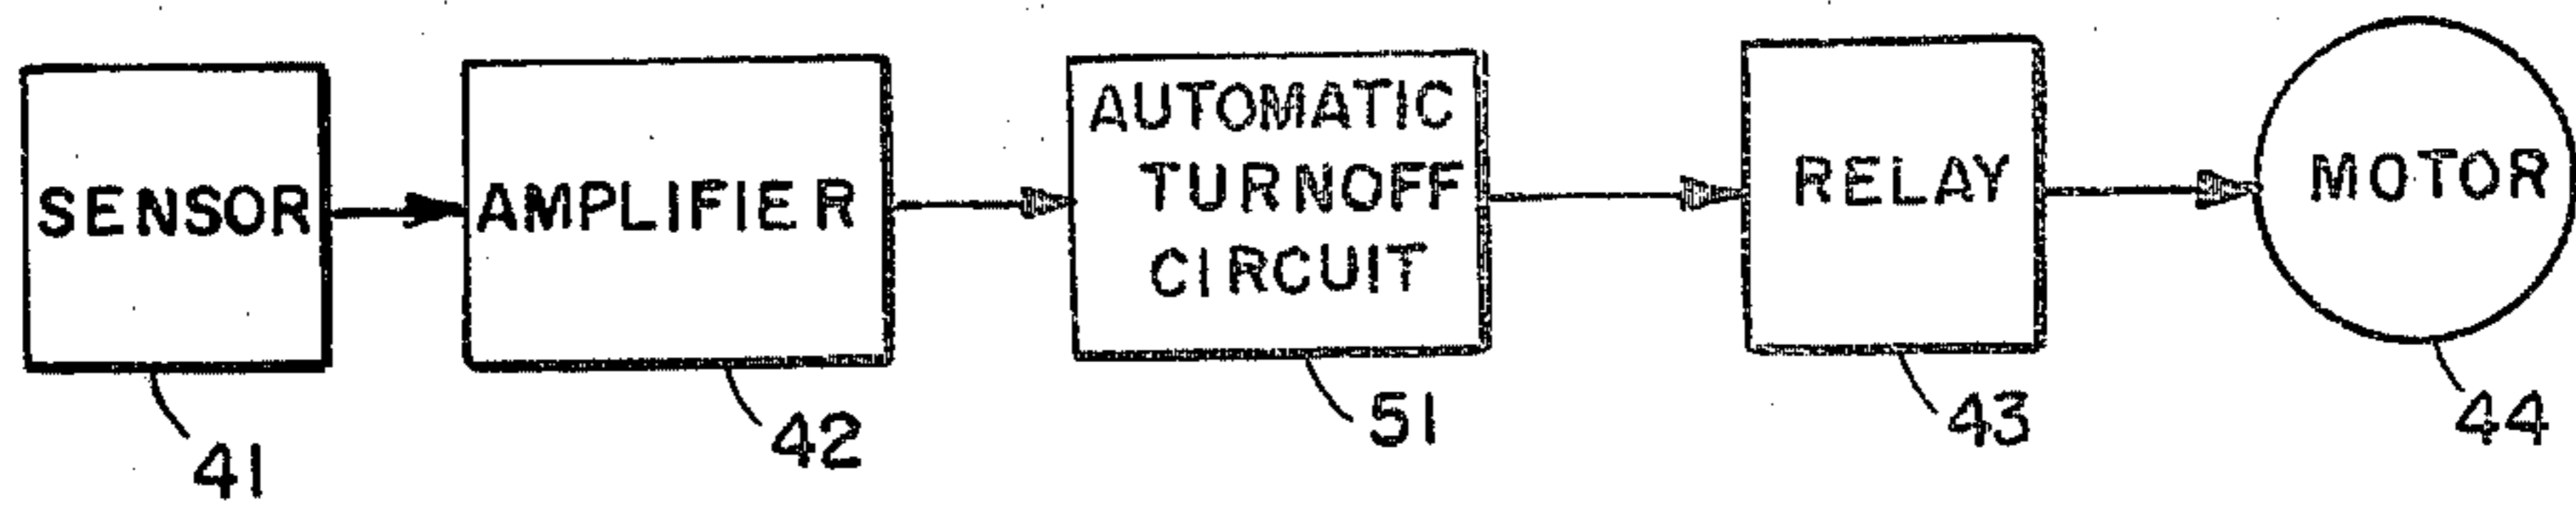 SENSOR
AMPLIFIER
AUTOMATIC
TURNOFF
CIRCUIT
RELAY
MOTOR
41
42
51
43
44